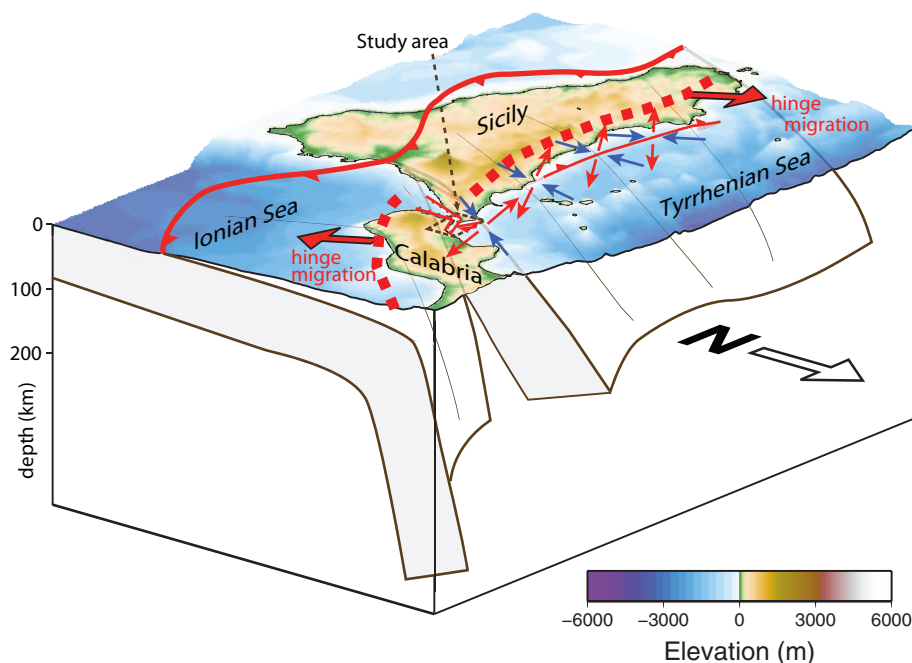 Study area
Sicily
hinge
migration
Tyrrhenian Sea
Ionian Sea
hinge
migration
Calabria
0
100
200
depth (km)
N
−6000
−3000
0
3000
6000
Elevation (m)